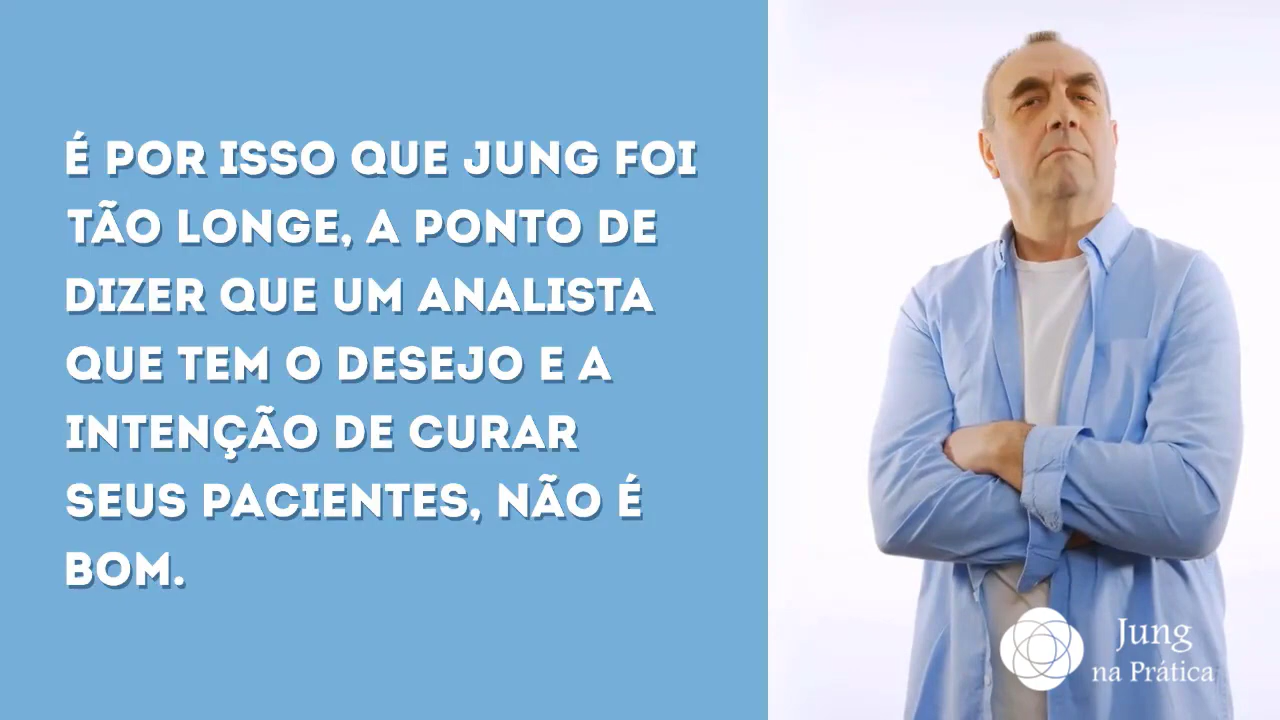 É POR ISSO QUE JUNG FOI
TÃO LONGE, A PONTO DE
DIZER QUE UM ANALISTA
QUE TEM O DESEJO E A
INTENÇÃO DE CURAR
SEUS PACIENTES, NÃO É
BOM.
Jung
na Prática